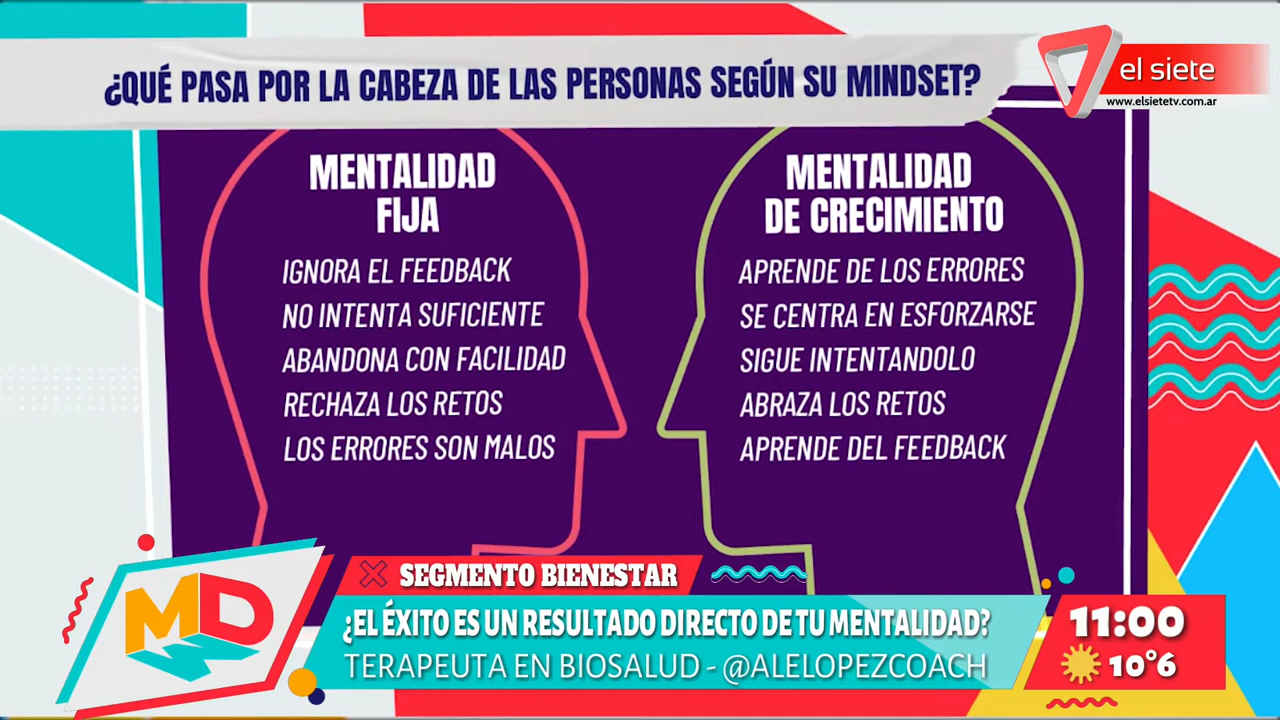 ¿QUÉ PASA POR LA CABEZA DE LAS PERSONAS SEGÚN SU MINDSET?
el siete
www.elsietetv.com.ar
MENTALIDAD
FIJA
IGNORA EL FEEDBACK
NO INTENTA SUFICIENTE
ABANDONA CON FACILIDAD
RECHAZA LOS RETOS
LOS ERRORES SON MALOS
MENTALIDAD
DE CRECIMIENTO
APRENDE DE LOS ERRORES
SE CENTRA EN ESFORZARSE
SIGUE INTENTANDOLO
ABRAZA LOS RETOS
APRENDE DEL FEEDBACK
MD
SEGMENTO BIENESTAR
¿EL ÉXITO ES UN RESULTADO DIRECTO DE TU MENTALIDAD?
TERAPEUTA EN BIOSALUD - @ALELOPEZCOACH
11:00
10°6